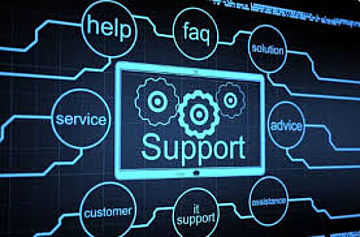 help
faq
solution
service
Support
advice
customer
it
support
assistance